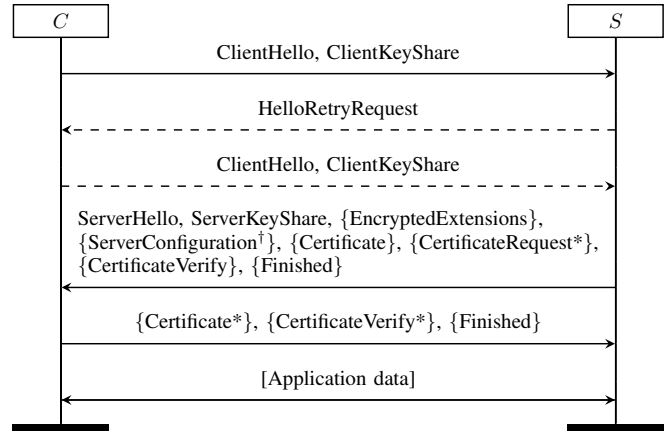 C S
ClientHello, ClientKeyShare
HelloRetryRequest
ClientHello, ClientKeyShare
ServerHello, ServerKeyShare, {EncryptedExtensions},
{ServerConfiguration†}, {Certificate}, {CertificateRequest*},
{CertificateVerify}, {Finished}
{Certificate*}, {CertificateVerify*}, {Finished}
[Application data]